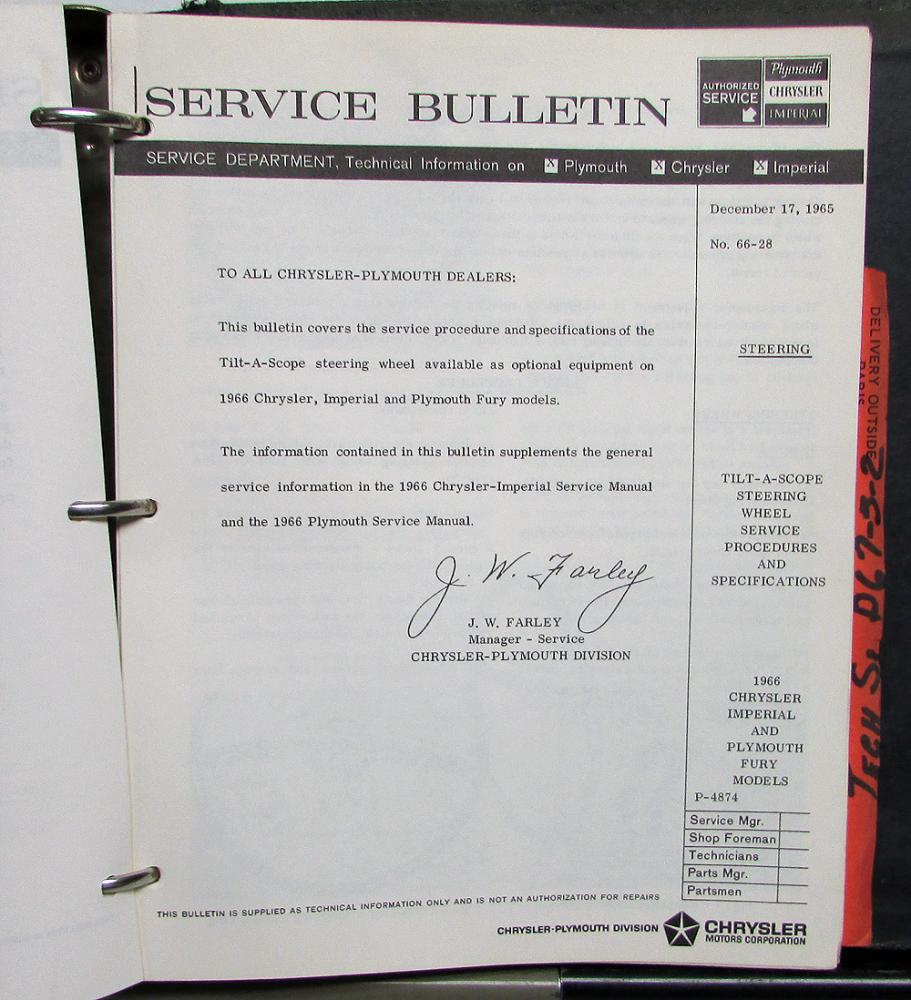 SERVICE BULLETIN
AUTHORIZED
SERVICE
Plymouth
CHRYSLER
IMPERIAL
SERVICE DEPARTMENT, Technical Information on X Plymouth X Chrysler X Imperial
December 17, 1965
No. 66-28
TO ALL CHRYSLER-PLYMOUTH DEALERS:
This bulletin covers the service procedure and specifications of the
Tilt-A-Scope steering wheel available as optional equipment on
1966 Chrysler, Imperial and Plymouth Fury models.
The information contained in this bulletin supplements the general
service information in the 1966 Chrysler-Imperial Service Manual
and the 1966 Plymouth Service Manual.
J. W. Farley
J. W. FARLEY
Manager - Service
CHRYSLER-PLYMOUTH DIVISION
STEERING
TILT-A-SCOPE
STEERING
WHEEL
SERVICE
PROCEDURES
AND
SPECIFICATIONS
1966
CHRYSLER
IMPERIAL
AND
PLYMOUTH
FURY
MODELS
P-4874
Service Mgr.
Shop Foreman
Technicians
Parts Mgr.
Partsmen
THIS BULLETIN IS SUPPLIED AS TECHNICAL INFORMATION ONLY AND IS NOT AN AUTHORIZATION FOR REPAIRS
CHRYSLER-PLYMOUTH DIVISION
CHRYSLER
MOTORS CORPORATION
DELIVERY OUTSIDE